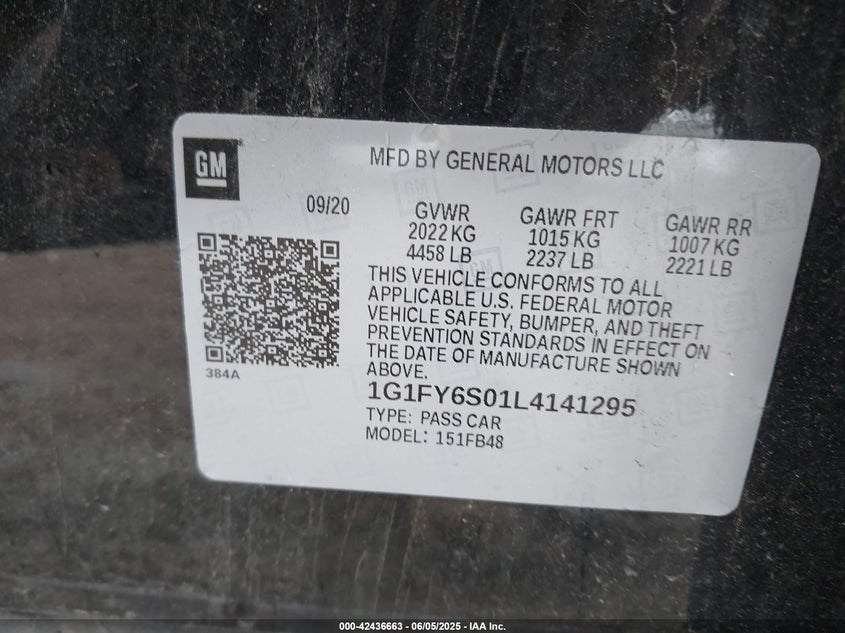 GM
MFD BY GENERAL MOTORS LLC
09/20
GVWR
2022 KG
4458 LB
GAWR FRT
1015 KG
2237 LB
GAWR RR
1007 KG
2221 LB
THIS VEHICLE CONFORMS TO ALL
APPLICABLE U.S. FEDERAL MOTOR
VEHICLE SAFETY, BUMPER, AND THEFT
PREVENTION STANDARDS IN EFFECT ON
THE DATE OF MANUFACTURE SHOWN
ABOVE.
384A
1G1FY6S01L4141295
TYPE: PASS CAR
MODEL: 151FB48
000-42436663 - 06/05/2025 - IAA Inc.